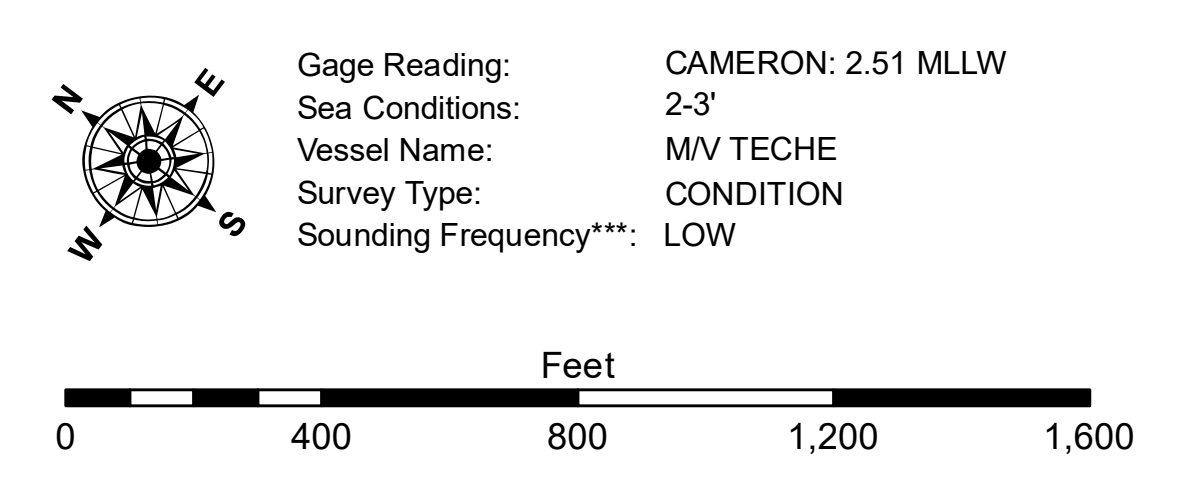 N
E
W
S
Gage Reading: CAMERON: 2.51 MLLW
Sea Conditions: 2-3'
Vessel Name: M/V TECHE
Survey Type: CONDITION
Sounding Frequency***: LOW
Feet
0 400 800 1,200 1,600